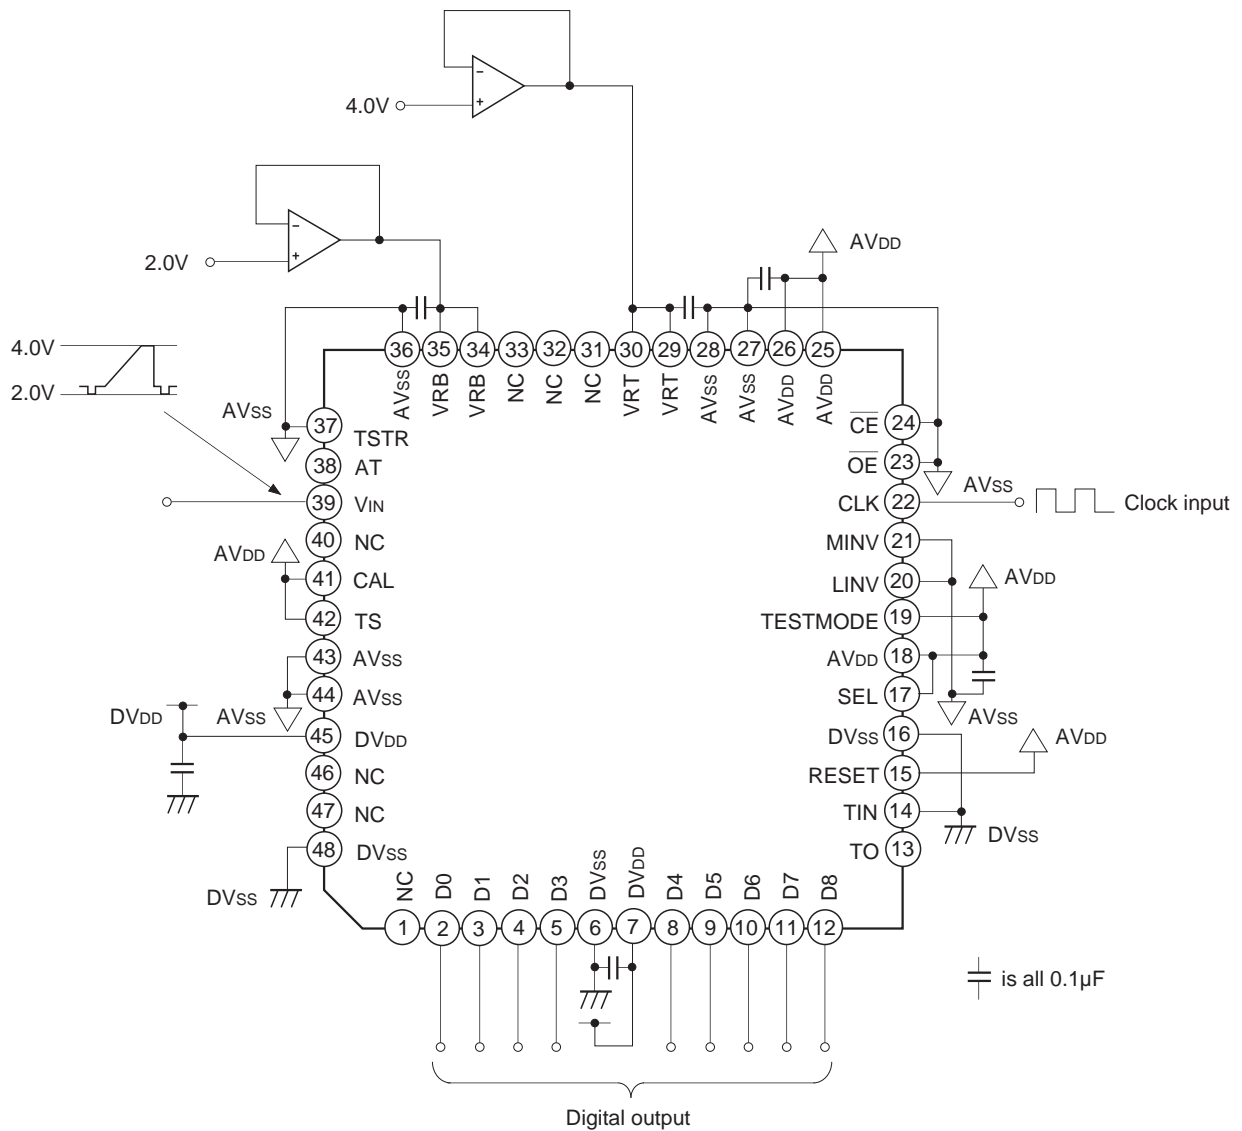 4.0V
2.0V
AVDD
36 35 34 33 32 31 30 29 28 27 26 25
AVSS VRB VRB NC NC NC VRT VRT AVSS AVSS AVDD AVDD
4.0V
2.0V
AVSS
37 TSTR
38 AT
39 VIN
40 NC
AVDD
41 CAL
42 TS
43 AVSS
44 AVSS
AVSS
DVDD
45 DVDD
46 NC
47 NC
48 DVSS
DVSS
CE 24
OE 23
AVSS
CLK 22
Clock input
MINV 21
LINV 20
AVDD
TESTMODE 19
AVDD 18
SEL 17
AVSS
DVSS 16
AVDD
RESET 15
TIN 14
DVSS
TO 13
NC D0 D1 D2 D3 DVSS DVDD D4 D5 D6 D7 D8
1 2 3 4 5 6 7 8 9 10 11 12
is all 0.1µF
Digital output